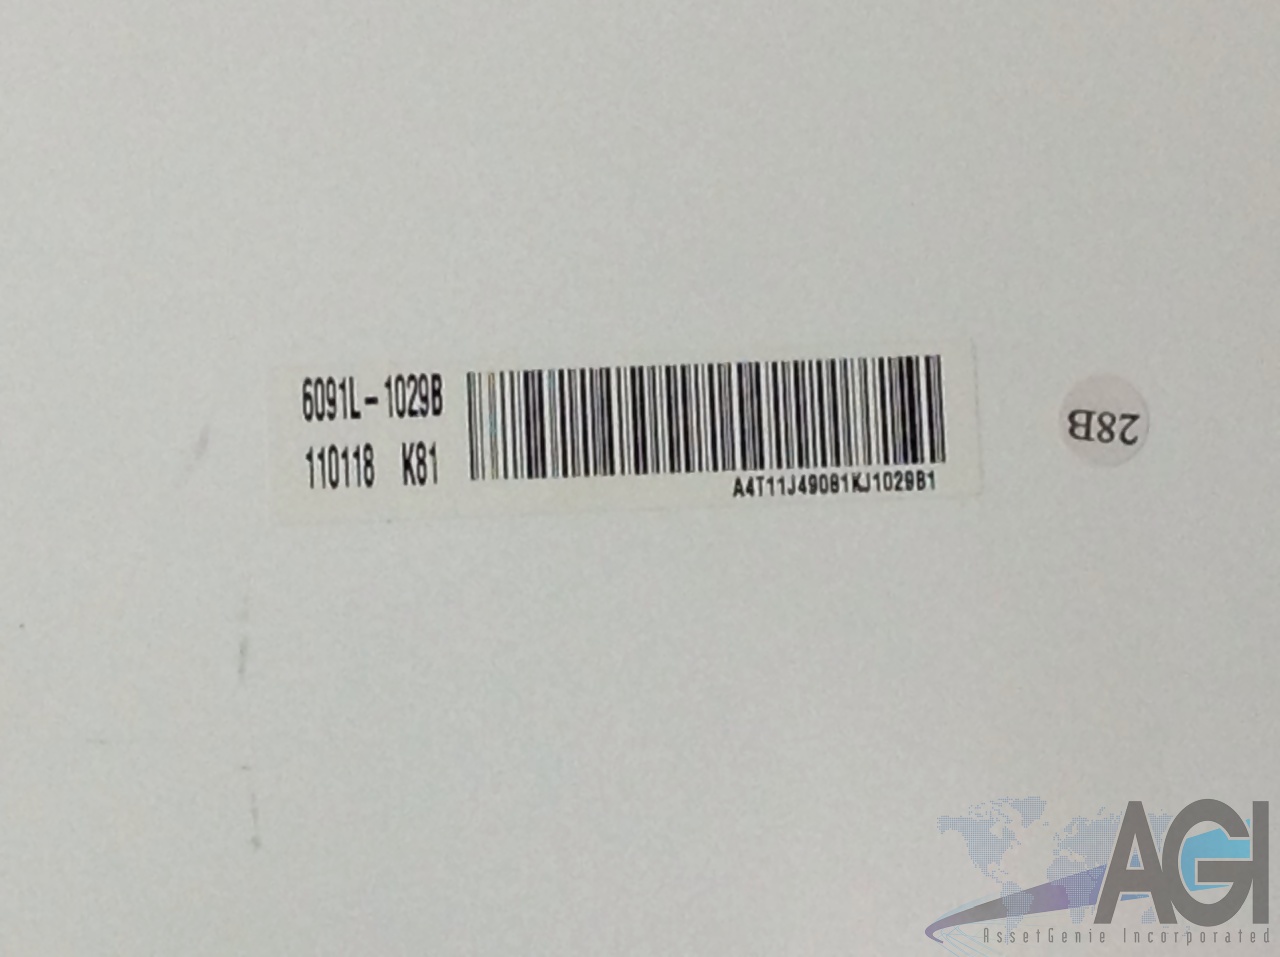 6091L-1029B
110118 K81
A4T11J49081KJ1029B1
28B
AGI
AssetGenie Incorporated